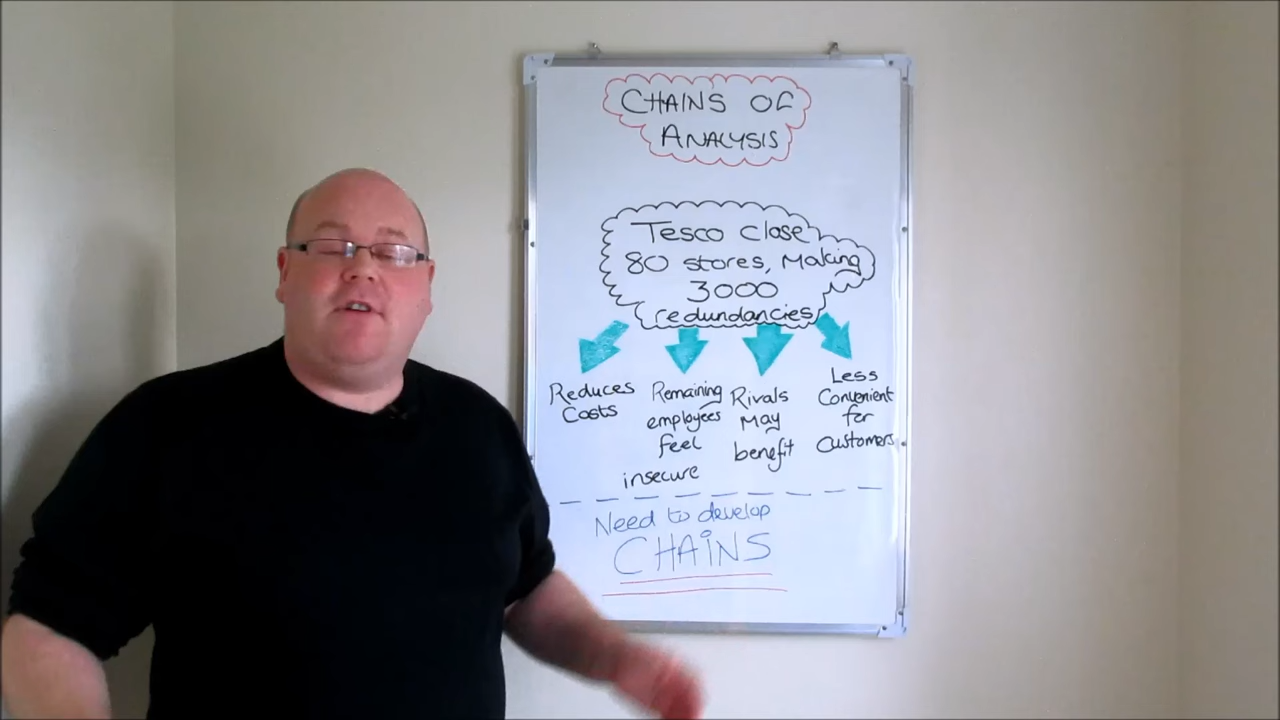 CHAINS OF
ANALYSIS
Tesco close
80 stores, Making
3000
redundancies
Reduces
Costs
Remaining
employees
feel
insecure
Rivals
May
benefit
Less
Convenient
for
Customers
Need to develop
CHAiNS